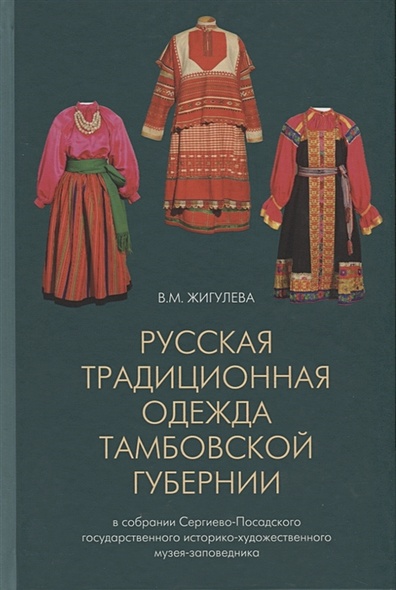 В.М. ЖИГУЛЕВА
РУССКАЯ
ТРАДИЦИОННАЯ
ОДЕЖДА
ТАМБОВСКОЙ
ГУБЕРНИИ
в собрании Сергиево-Посадского
государственного историко-художественного
музея-заповедника